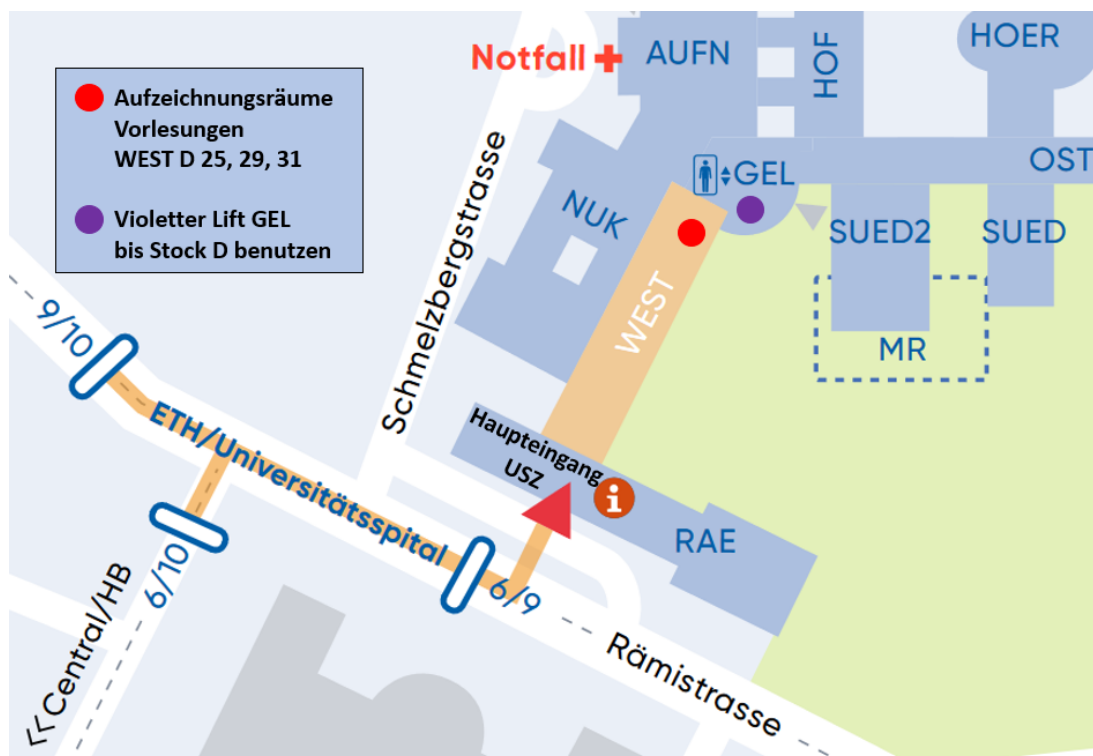 Notfall
AUFN
HOF
HOER
Aufzeichnungsräume
Vorlesungen
WEST D 25, 29, 31
Violetter Lift GEL
bis Stock D benutzen
GEL
OST
NUK
SUED2
SUED
Schmelzbergstrasse
WEST
MR
9/10
ETH/Universitätsspital
Haupteingang
USZ
i
RAE
6/10
6/9
<< Central/HB
Rämistrasse